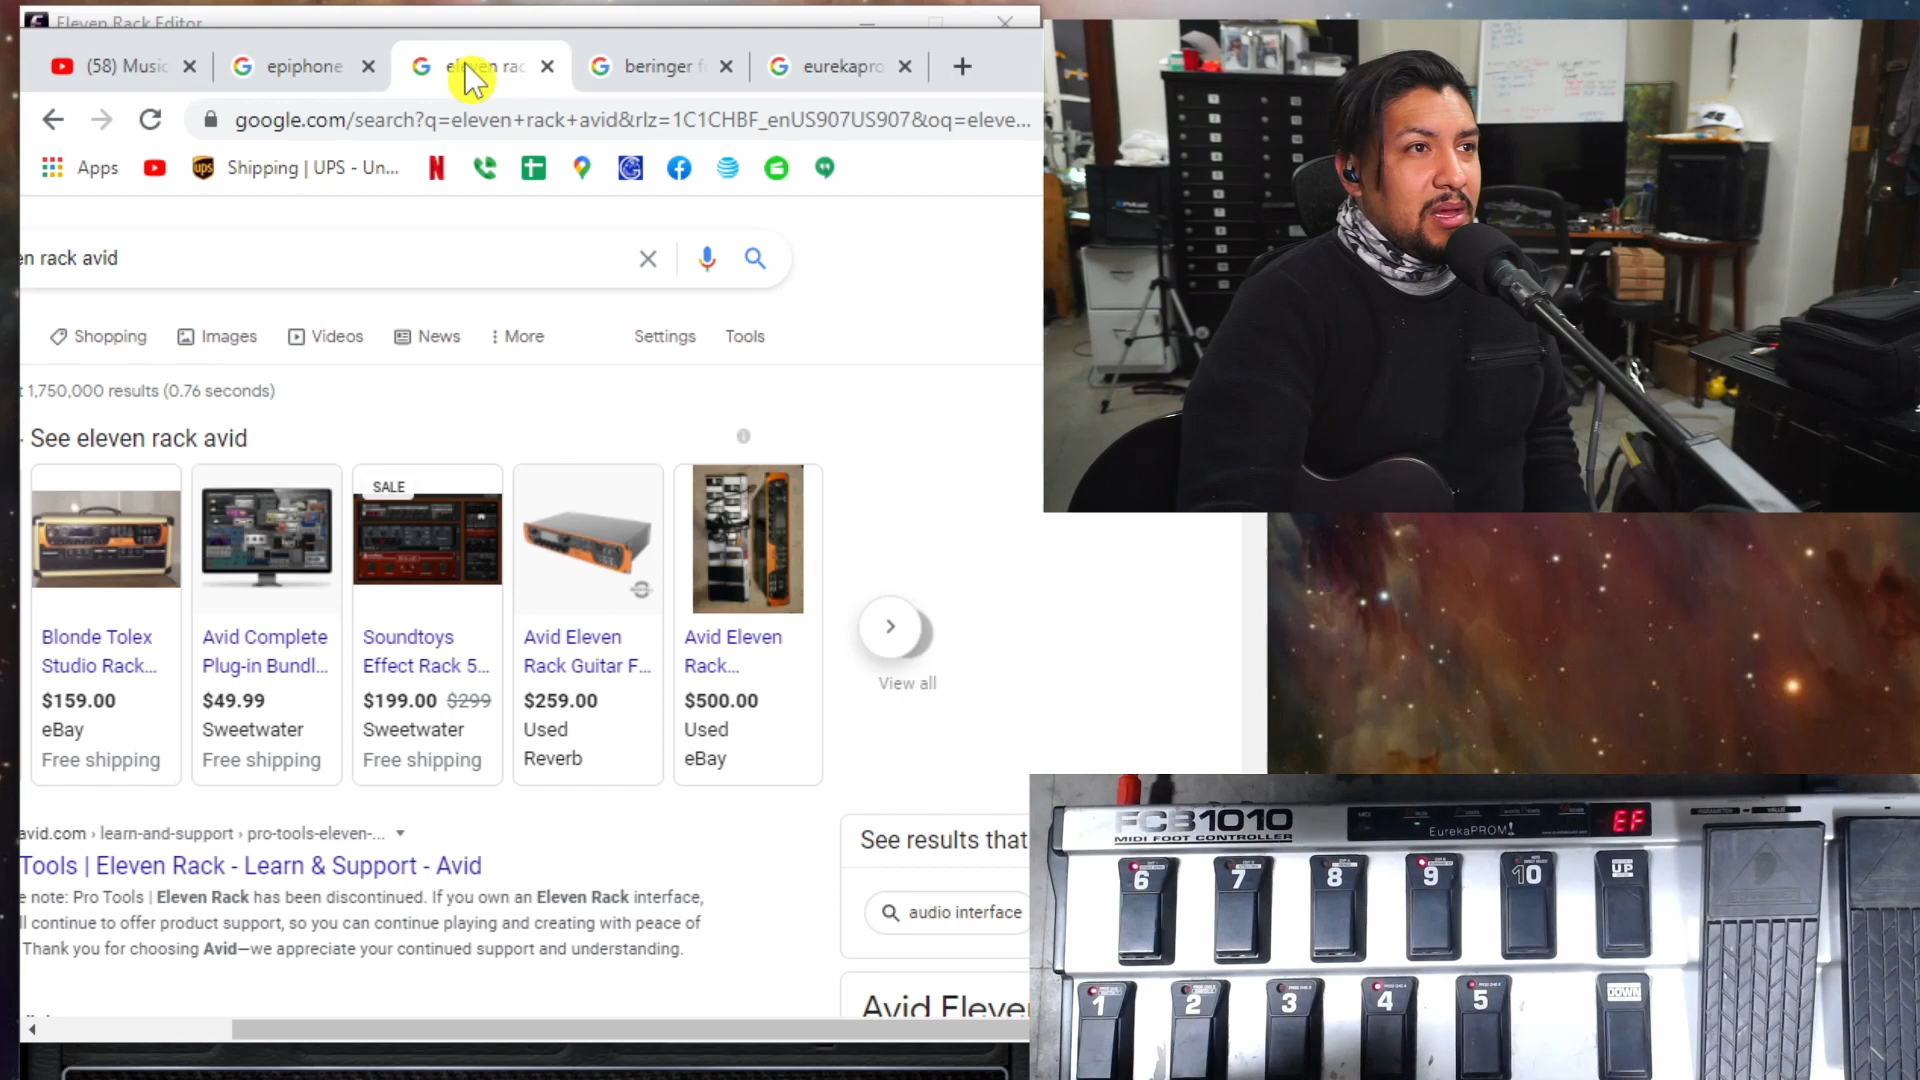 Eleven Rack Editor
(58) Music
epiphone
eleven rac
beringer f
eurekapro
google.com/search?q=eleven+rack+avid&rlz=1C1CHBF_enUS907US907&oq=eleve...
Apps
ups
Shipping | UPS - Un...
en rack avid
Shopping
Images
Videos
News
More
Settings
Tools
1,750,000 results (0.76 seconds)
See eleven rack avid
SALE
Blonde Tolex
Studio Rack...
$159.00
eBay
Free shipping
Avid Complete
Plug-in Bundl...
$49.99
Sweetwater
Free shipping
Soundtoys
Effect Rack 5...
$199.00 $299
Sweetwater
Free shipping
Avid Eleven
Rack Guitar F...
$259.00
Used
Reverb
Avid Eleven
Rack...
$500.00
Used
eBay
View all
avid.com › learn-and-support › pro-tools-eleven-...
Tools | Eleven Rack - Learn & Support - Avid
e note: Pro Tools | Eleven Rack has been discontinued. If you own an Eleven Rack interface,
ll continue to offer product support, so you can continue playing and creating with peace of
Thank you for choosing Avid—we appreciate your continued support and understanding.
See results that
audio interface
Avid Eleven
FCB1010
MIDI FOOT CONTROLLER
EurekaPROM!
EF
PARAMETER
VALUE
6
7
8
9
10
UP
1
2
3
4
5
DOWN